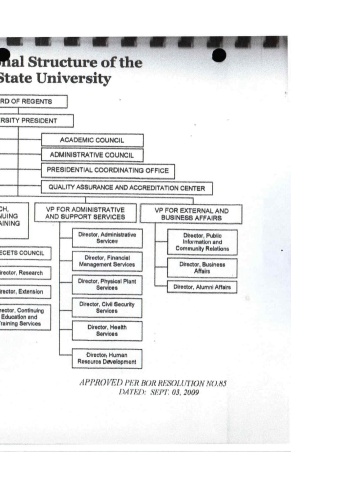 nal Structure of the
State University
RD OF REGENTS
RSITY PRESIDENT
ACADEMIC COUNCIL
ADMINISTRATIVE COUNCIL
PRESIDENTIAL COORDINATING OFFICE
QUALITY ASSURANCE AND ACCREDITATION CENTER
CH,
NUING
AINING
VP FOR ADMINISTRATIVE
AND SUPPORT SERVICES
VP FOR EXTERNAL AND
BUSINESS AFFAIRS
ECETS COUNCIL
irector, Research
irector, Extension
rector, Continuing
Education and
raining Services
Director, Administrative
Services
Director, Financial
Management Services
Director, Physical Plant
Services
Director, Civil Security
Services
Director, Health
Services
Director, Human
Resource Development
Director, Public
Information and
Community Relations
Director, Business
Affairs
Director, Alumni Affairs
APPROVED PER BOR RESOLUTION NO.85
DATED: SEPT. 03, 2009